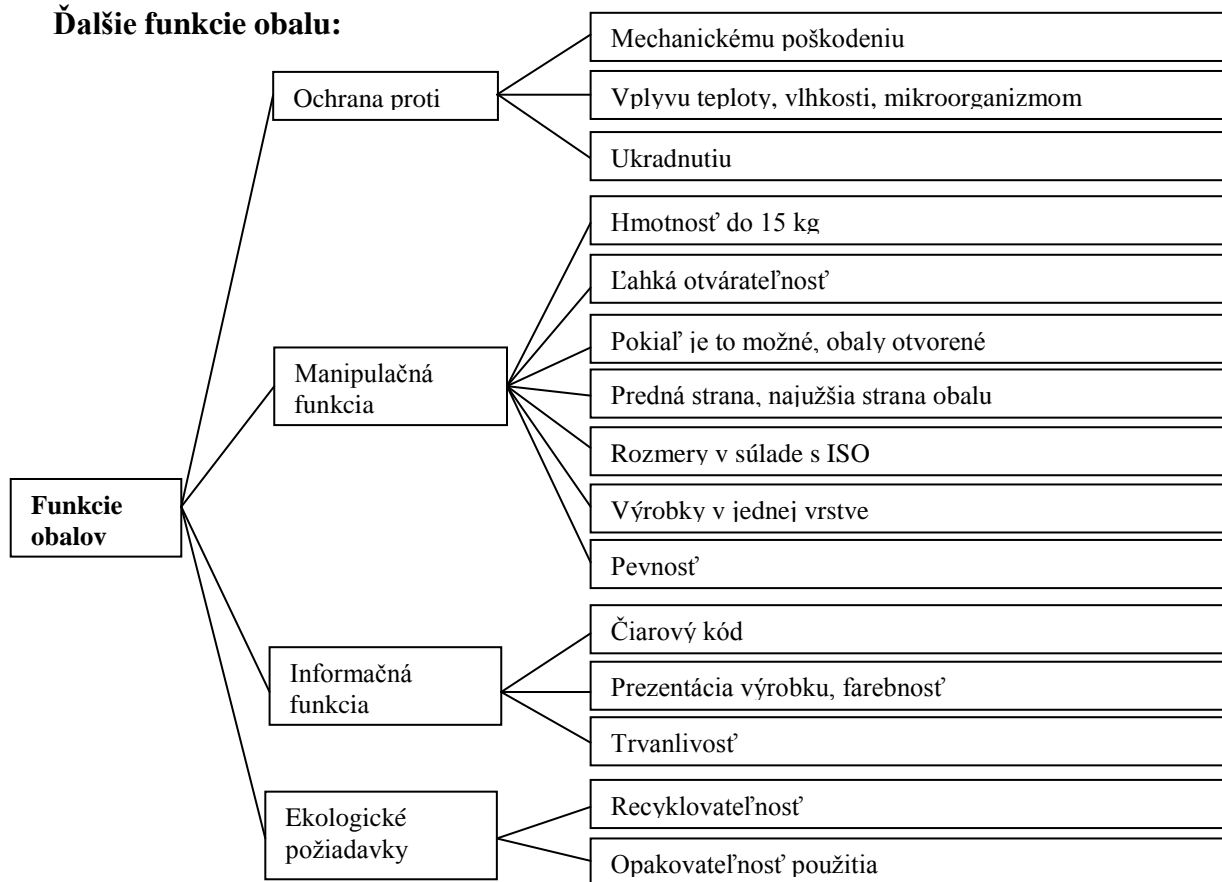 Ďalšie funkcie obalu:
Funkcie
obalov
Ochrana proti
Mechanickému poškodeniu
Vplyvu teploty, vlhkosti, mikroorganizmom
Ukradnutiu
Manipulačná
funkcia
Hmotnosť do 15 kg
Ľahká otvárateľnosť
Pokiaľ je to možné, obaly otvorené
Predná strana, najužšia strana obalu
Rozmery v súlade s ISO
Výrobky v jednej vrstve
Pevnosť
Informačná
funkcia
Čiarový kód
Prezentácia výrobku, farebnosť
Trvanlivosť
Ekologické
požiadavky
Recyklovateľnosť
Opakovateľnosť použitia